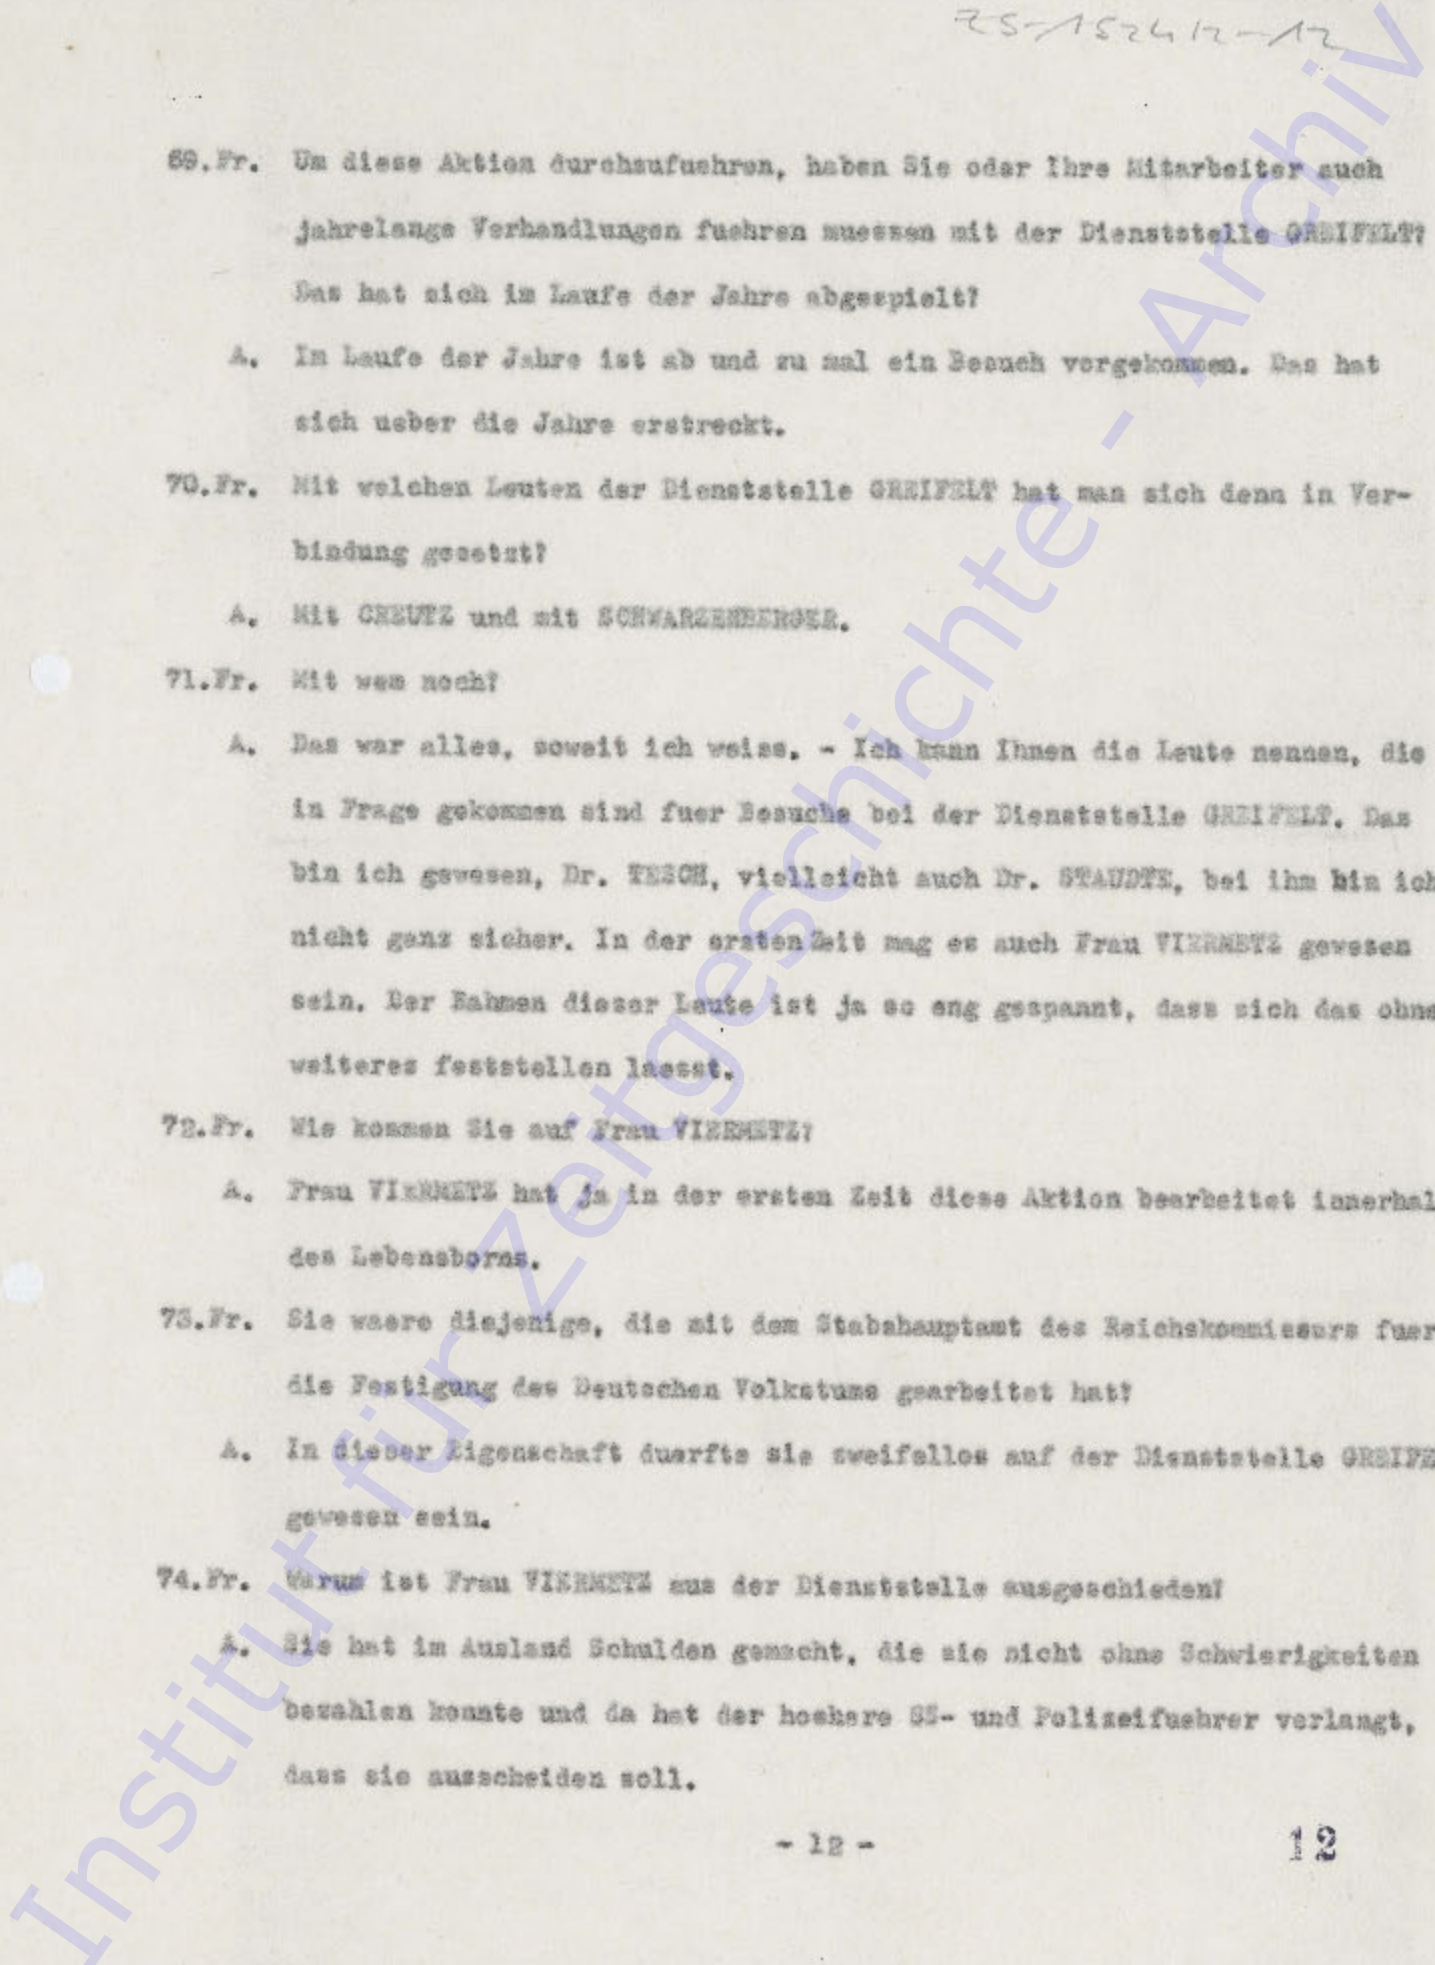 ZS-1524 12-12
69.Fr. Um diese Aktion durchzufuehren, haben Sie oder Ihre Mitarbeiter auch
jahrelange Verhandlungen fuehren muessen mit der Dienststelle GREIFELT?
Das hat sich im Laufe der Jahre abgespielt?
A. Im Laufe der Jahre ist ab und zu mal ein Besuch vorgekommen. Das hat
sich ueber die Jahre erstreckt.
70.Fr. Mit welchen Leuten der Dienststelle GREIFELT hat man sich denn in Ver-
bindung gesetzt?
A. Mit CREUTZ und mit SCHWARZENBERGER.
71.Fr. Mit wem noch?
A. Das war alles, soweit ich weiss. - Ich kann Ihnen die Leute nennen, die
in Frage gekommen sind fuer Besuche bei der Dienststelle GREIFELT. Das
bin ich gewesen, Dr. TESCH, vielleicht auch Dr. STAUDTE, bei ihm bin ich
nicht ganz sicher. In der ersten Zeit mag es auch Frau VIERMETZ gewesen
sein. Der Rahmen dieser Leute ist ja so eng gespannt, dass sich das ohne
weiteres feststellen laesst.
72.Fr. Wie kommen Sie auf Frau VIERMETZ?
A. Frau VIERMETZ hat ja in der ersten Zeit diese Aktion bearbeitet innerhal
des Lebensborns.
73.Fr. Sie waere diejenige, die mit dem Stabshauptamt des Reichskommissars fuer
die Festigung des Deutschen Volkstums gearbeitet hat?
A. In dieser Eigenschaft duerfte sie zweifellos auf der Dienststelle GREIFE
gewesen sein.
74.Fr. Warum ist Frau VIERMETZ aus der Dienststelle ausgeschieden?
A. Sie hat im Ausland Schulden gemacht, die sie nicht ohne Schwierigkeiten
bezahlen konnte und da hat der hoehere SS- und Polizeifuehrer verlangt,
dass sie ausscheiden soll.
- 12 -
12
Institut für Zeitgeschichte - Archiv